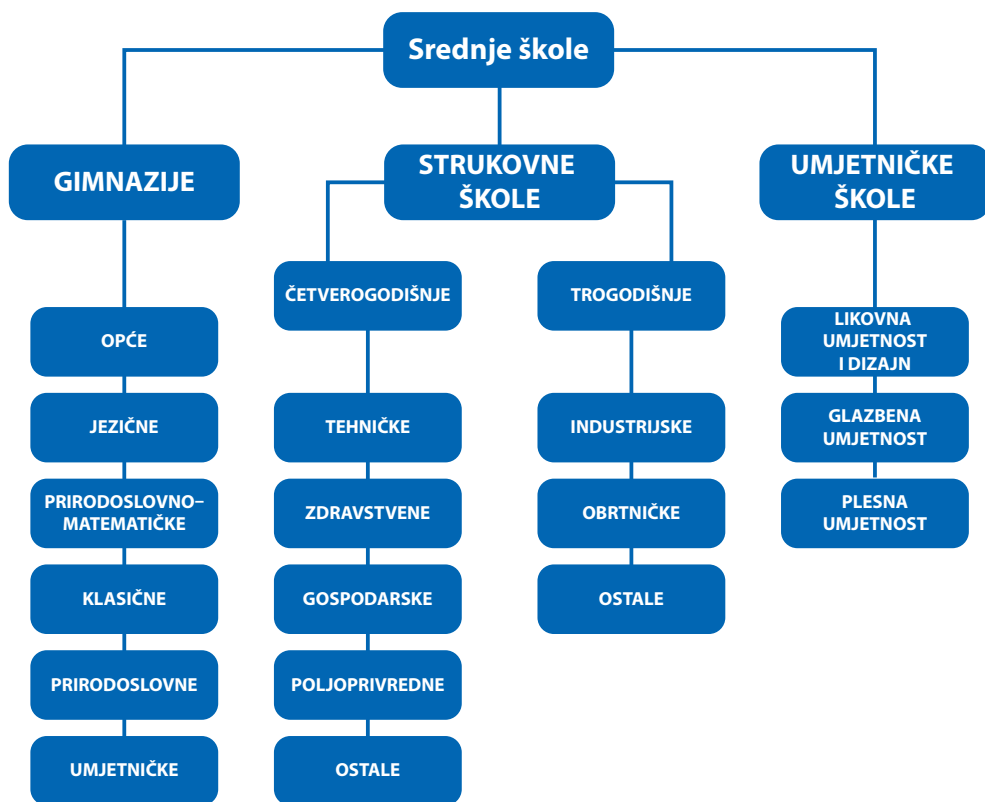 Srednje škole
GIMNAZIJE
STRUKOVNE
ŠKOLE
UMJETNIČKE
ŠKOLE
OPĆE
JEZIČNE
PRIRODOSLOVNO–
MATEMATIČKE
KLASIČNE
PRIRODOSLOVNE
UMJETNIČKE
ČETVEROGODIŠNJE
TEHNIČKE
ZDRAVSTVENE
GOSPODARSKE
POLJOPRIVREDNE
OSTALE
TROGODIŠNJE
INDUSTRIJSKE
OBRTNIČKE
OSTALE
LIKOVNA
UMJETNOST
I DIZAJN
GLAZBENA
UMJETNOST
PLESNA
UMJETNOST